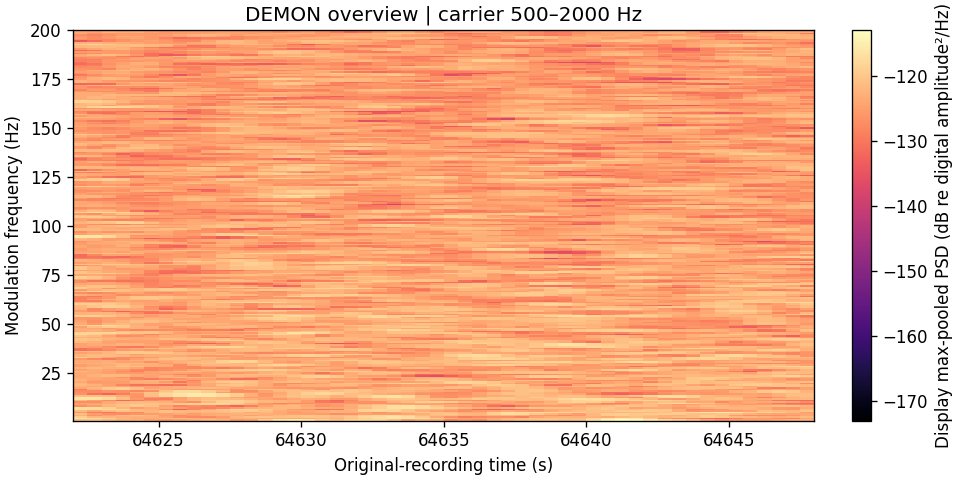 DEMON overview | carrier 500–2000 Hz
200
175
150
125
100
75
50
25
Modulation frequency (Hz)
64625 64630 64635 64640 64645
Original-recording time (s)
−120
−130
−140
−150
−160
−170
Display max-pooled PSD (dB re digital amplitude²/Hz)